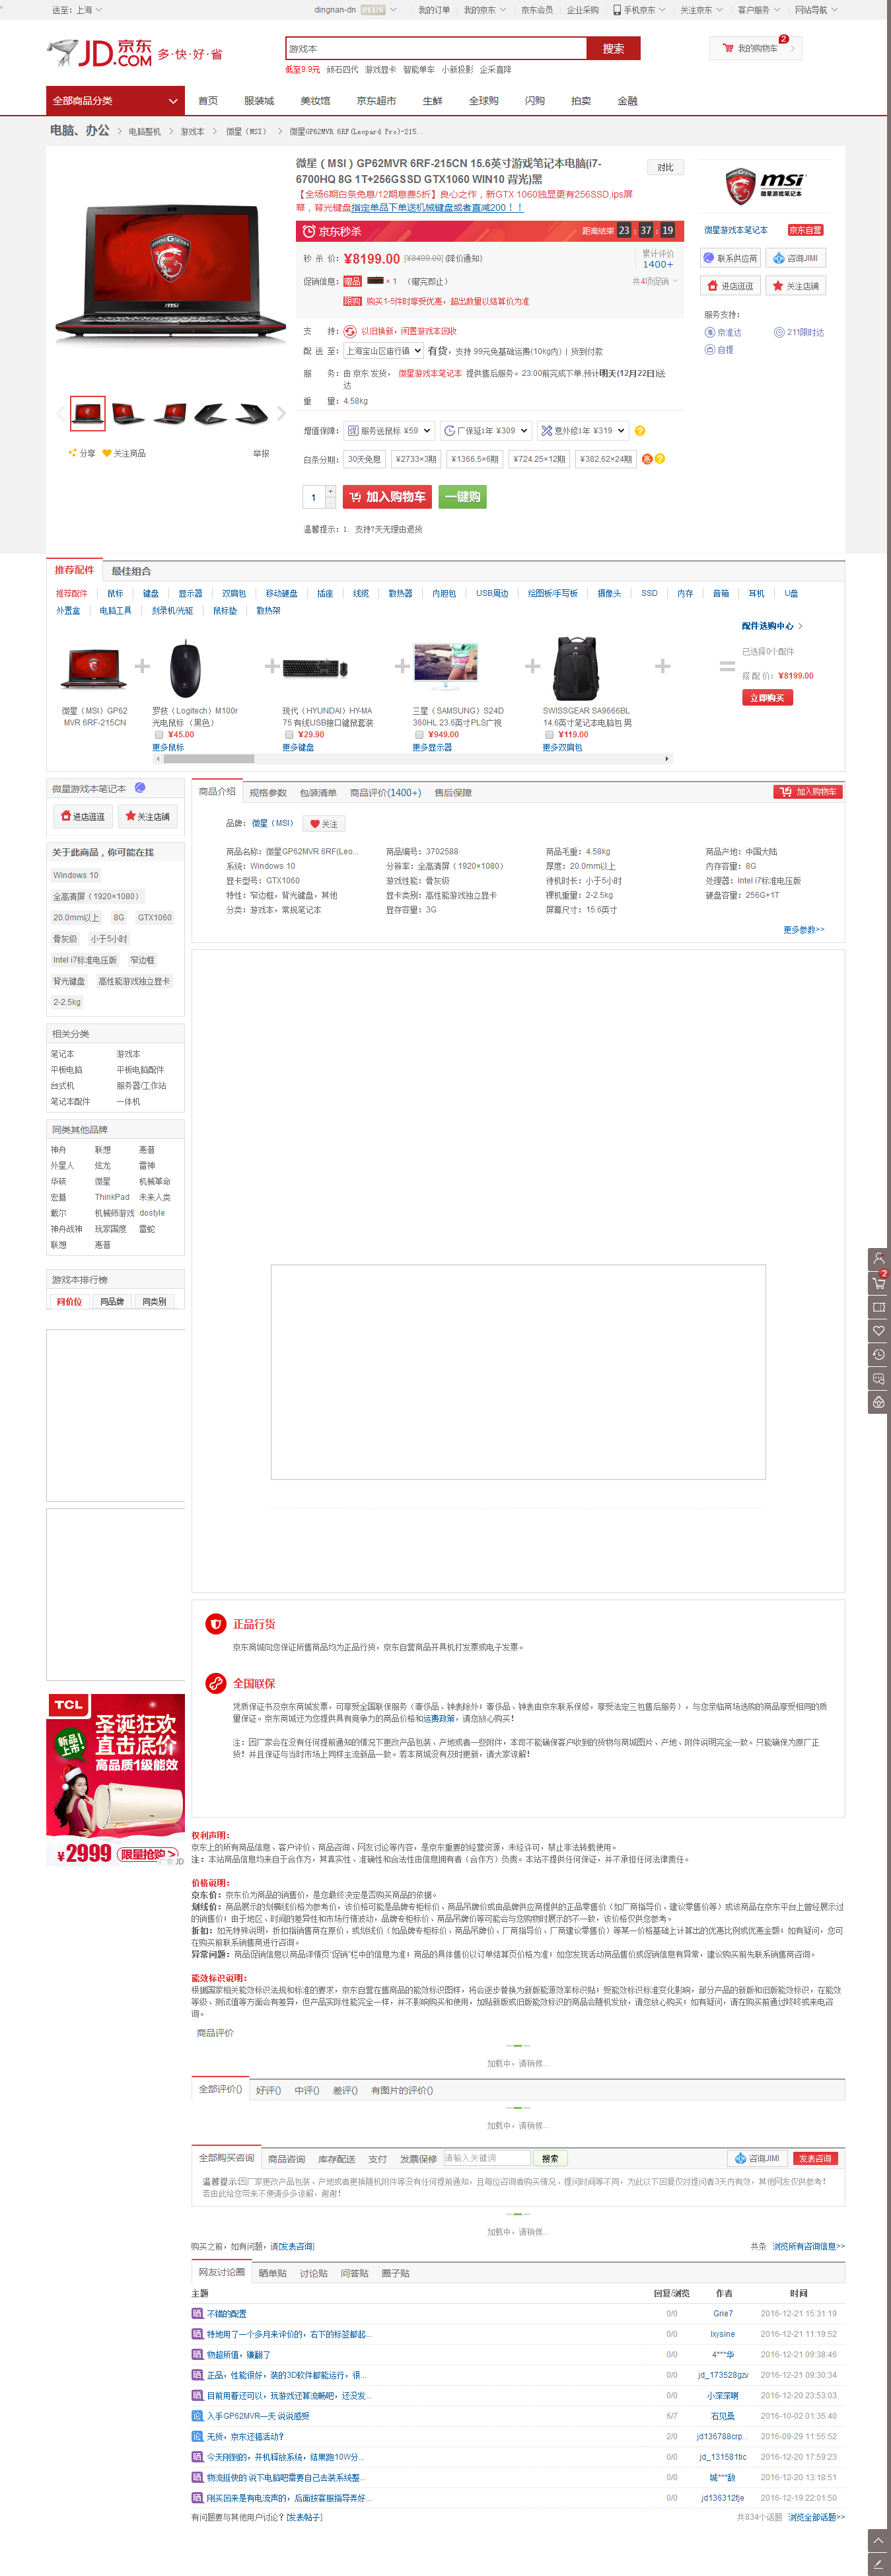 送至：上海
dingnan-dn PLUS
我的订单
我的京东
京东会员
企业采购
手机京东
关注京东
客户服务
网站导航
JD.COM 京东 多·快·好·省
游戏本
搜索
我的购物车
2
低至9.9元 游戏显卡 智能单车 小新投影 企采直降
全部商品分类
首页 服装城 美妆馆 京东超市 生鲜 全球购 闪购 拍卖 金融
电脑、办公 > 电脑整机 > 游戏本 > 微星（MSI） > 微星GP62MVR 6RF(Leopard Pro)-215..
微星（MSI）GP62MVR 6RF-215CN 15.6英寸游戏笔记本电脑(i7-
6700HQ 8G 1T+256GSSD GTX1060 WIN10 背光)黑
对比
【全场6期白条免息/12期息费5折】良心之作，新GTX 1060独显更有256SSD,ips屏
幕，背光键盘指定单品下单送机械键盘或者直减200！！
京东秒杀
距离结束 23 : 37 : 19
秒 杀 价： ¥8199.00 [¥8499.00] (降价通知)
累计评价
1400+
促销信息： 赠品 × 1 （赠完即止）
共4项促销
限购 购买1-5件时享受优惠，超出数量以结算价为准
支 持： 以旧换新，闲置游戏本回收
配 送 至： 上海宝山区庙行镇 有货，支持 99元免基础运费(10kg内) | 货到付款
服 务： 由 京东 发货， 微星游戏本笔记本 提供售后服务。23:00前完成下单,预计明天(12月22日)送
达
重 量： 4.58kg
增值保障： 服务送鼠标 ¥59 厂保延1年 ¥309 意外修1年 ¥319
白条分期： 30天免息 ¥2733×3期 ¥1366.5×6期 ¥724.25×12期 ¥382.62×24期
1
加入购物车
一键购
温馨提示： 1. 支持7天无理由退货
分享 关注商品 举报
msi
微星游戏笔记本
微星游戏本笔记本 京东自营
联系供应商 咨询JIMI
进店逛逛 关注店铺
服务支持：
京准达 211限时达
自提
推荐配件 最佳组合
推荐配件 鼠标 键盘 显示器 双肩包 移动硬盘 插座 线缆 散热器 内胆包 USB周边 绘图板/手写板 摄像头 SSD 内存 音箱 耳机 U盘
外置盒 电脑工具 刻录机/光驱 鼠标垫 散热架
微星（MSI）GP62
MVR 6RF-215CN
罗技（Logitech）M100r
光电鼠标 （黑色）
¥45.00
更多鼠标
现代（HYUNDAI）HY-MA
75 有线USB接口键鼠套装
¥29.90
更多键盘
三星（SAMSUNG）S24D
360HL 23.6英寸PLS广视
¥949.00
更多显示器
SWISSGEAR SA9666BL
14.6英寸笔记本电脑包 男
¥119.00
更多双肩包
配件选购中心
已选择0个配件
搭 配 价： ¥8199.00
立即购买
微星游戏本笔记本
进店逛逛 关注店铺
关于此商品，你可能在找
Windows 10
全高清屏（1920×1080）
20.0mm以上 8G GTX1060
骨灰级 小于5小时
Intel i7标准电压版 窄边框
背光键盘 高性能游戏独立显卡
2-2.5kg
相关分类
笔记本 游戏本
平板电脑 平板电脑配件
台式机 服务器/工作站
笔记本配件 一体机
同类其他品牌
神舟 联想 惠普
外星人 炫龙 雷神
华硕 微星 机械革命
宏碁 ThinkPad 未来人类
戴尔 机械师游戏 dostyle
神舟战神 玩家国度 雷蛇
联想 惠普
游戏本排行榜
同价位 同品牌 同类别
TCL
圣诞狂欢
直击底价
新品上市！
高品质1级能效
¥2999 限量抢购>
广告 JD
商品介绍 规格参数 包装清单 商品评价(1400+) 售后保障
加入购物车
品牌： 微星（MSI） 关注
商品名称：微星GP62MVR 6RF(Leo... 商品编号：3702588 商品毛重：4.58kg 商品产地：中国大陆
系统：Windows 10 分辨率：全高清屏（1920×1080） 厚度：20.0mm以上 内存容量：8G
显卡型号：GTX1060 游戏性能：骨灰级 待机时长：小于5小时 处理器：Intel i7标准电压版
特性：窄边框，背光键盘，其他 显卡类别：高性能游戏独立显卡 裸机重量：2-2.5kg 硬盘容量：256G+1T
分类：游戏本，常规笔记本 显存容量：3G 屏幕尺寸：15.6英寸
更多参数>>
正品行货
京东商城向您保证所售商品均为正品行货，京东自营商品开具机打发票或电子发票。
全国联保
凭质保证书及京东商城发票，可享受全国联保服务（奢侈品、钟表除外；奢侈品、钟表由京东联系保修，享受法定三包售后服务），与您亲临商场选购的商品享受相同的质
量保证。京东商城还为您提供具有竞争力的商品价格和运费政策，请您放心购买！
注：因厂家会在没有任何提前通知的情况下更改产品包装、产地或者一些附件，本司不能确保客户收到的货物与商城图片、产地、附件说明完全一致。只能确保为原厂正
货！并且保证与当时市场上同样主流新品一致。若本商城没有及时更新，请大家谅解！
权利声明：
京东上的所有商品信息、客户评价、商品咨询、网友讨论等内容，是京东重要的经营资源，未经许可，禁止非法转载使用。
注：本站商品信息均来自于合作方，其真实性、准确性和合法性由信息拥有者（合作方）负责。本站不提供任何保证，并不承担任何法律责任。
价格说明：
京东价：京东价为商品的销售价，是您最终决定是否购买商品的依据。
划线价：商品展示的划横线价格为参考价，该价格可能是品牌专柜标价、商品吊牌价或由品牌供应商提供的正品零售价（如厂商指导价、建议零售价等）或该商品在京东平台上曾经展示过
的销售价；由于地区、时间的差异性和市场行情波动，品牌专柜标价、商品吊牌价等可能会与您购物时展示的不一致，该价格仅供您参考。
折扣：如无特殊说明，折扣指销售商在原价、或划线价（如品牌专柜标价、商品吊牌价、厂商指导价、厂商建议零售价）等某一价格基础上计算出的优惠比例或优惠金额；如有疑问，您可
在购买前联系销售商进行咨询。
异常问题：商品促销信息以商品详情页“促销”栏中的信息为准；商品的具体售价以订单结算页价格为准；如您发现活动商品售价或促销信息有异常，建议购买前先联系销售商咨询。
能效标识说明：
根据国家相关能效标识法规和标准的要求，京东自营在售商品的能效标识图样，将会逐步替换为新版能源效率标识贴；受能效标识标准变化影响，部分产品的新版和旧版能效标识，在能效
等级、测试值等方面会有差异，但产品实际性能完全一样，并不影响购买和使用，加贴新版或旧版能效标识的商品会随机发放，请您放心购买；如有疑问，请在购买前通过咚咚或来电咨
询。
商品评价
加载中，请稍候...
全部评价() 好评() 中评() 差评() 有图片的评价()
加载中，请稍候...
全部购买咨询 商品咨询 库存配送 支付 发票保修 请输入关键词 搜索 咨询JIMI 发表咨询
温馨提示:因厂家更改产品包装、产地或者更换随机附件等没有任何提前通知，且每位咨询者购买情况、提问时间等不同，为此以下回复仅对提问者3天内有效，其他网友仅供参考！
若由此给您带来不便请多多谅解，谢谢！
加载中，请稍候...
购买之前，如有问题，请[发表咨询]
共条 浏览所有咨询信息>>
网友讨论圈 晒单贴 讨论贴 问答贴 圈子贴
主题 回复/浏览 作者 时间
晒 不错的配置 0/0 Grie7 2016-12-21 15:31:19
晒 特地用了一个多月来评价的，右下的标签都起... 0/0 lxysine 2016-12-21 11:19:52
晒 物超所值，赚翻了 0/0 4***华 2016-12-21 09:38:46
晒 正品，性能很好，装的3D软件都能运行，很... 0/0 jd_173528gzv 2016-12-21 09:30:34
晒 目前用着还可以，玩游戏还算流畅吧，还没发... 0/0 小深深喇 2016-12-20 23:53:03
论 入手GP62MVR一天 说说感受 6/7 石见桑 2016-10-02 01:35:40
论 无货，京东还搞活动? 2/0 jd136788crp... 2016-09-29 11:55:52
晒 今天刚到的，开机释放系统，结果跑10W分... 0/0 jd_131581tic 2016-12-20 17:59:23
晒 物流挺快的 说下电脑吧需要自己去装系统整... 0/0 城***敌 2016-12-20 13:18:51
晒 刚买回来是有电流声的，后面按客服指导弄好... 0/0 jd136312fje 2016-12-19 22:01:50
有问题要与其他用户讨论？[发表帖子]
共834个话题 浏览全部话题>>
2